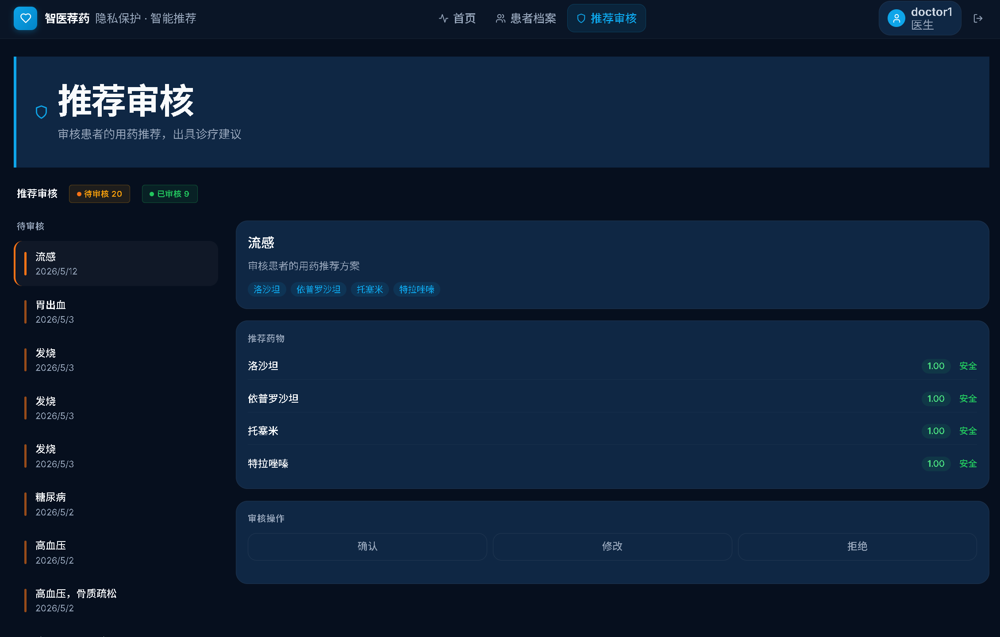 智医荐药 隐私保护 · 智能推荐
首页
患者档案
推荐审核
doctor1
医生
推荐审核
审核患者的用药推荐，出具诊疗建议
推荐审核
待审核 20
已审核 9
待审核
流感
2026/5/12
胃出血
2026/5/3
发烧
2026/5/3
发烧
2026/5/3
发烧
2026/5/3
糖尿病
2026/5/2
高血压
2026/5/2
高血压，骨质疏松
2026/5/2
流感
审核患者的用药推荐方案
洛沙坦 依普罗沙坦 托塞米 特拉唑嗪
推荐药物
洛沙坦 1.00 安全
依普罗沙坦 1.00 安全
托塞米 1.00 安全
特拉唑嗪 1.00 安全
审核操作
确认 修改 拒绝